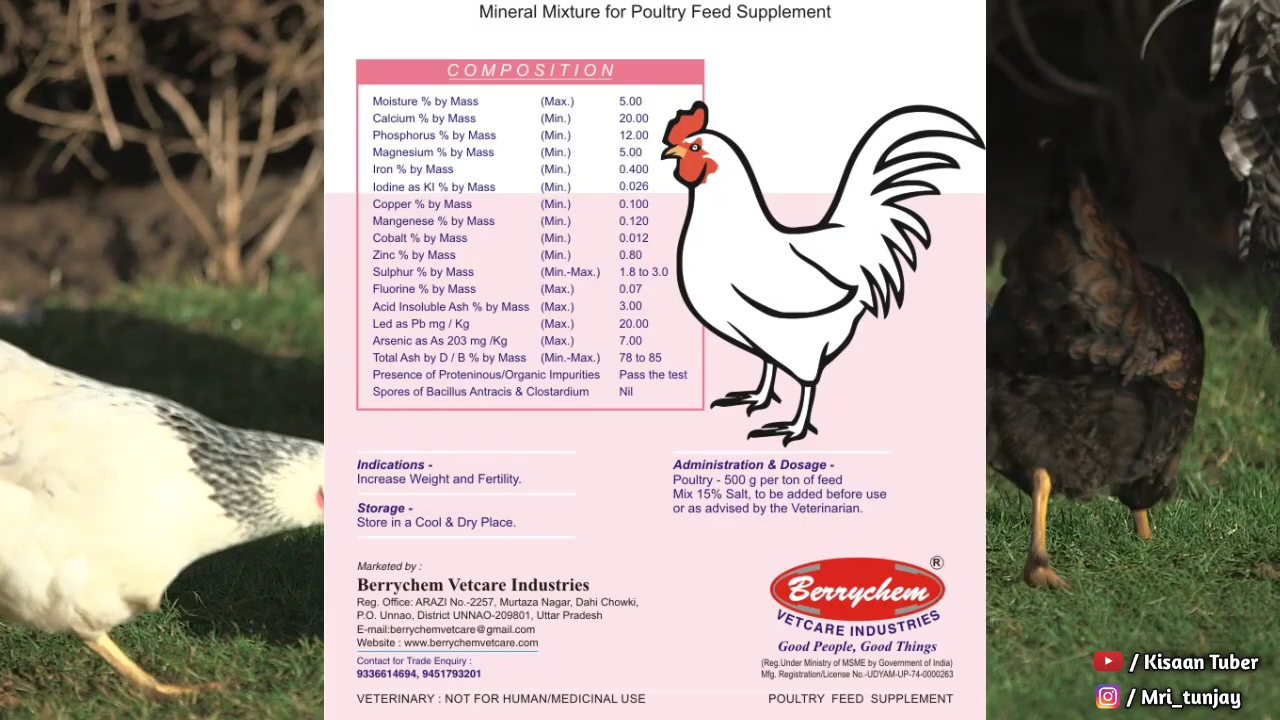 Mineral Mixture for Poultry Feed Supplement
COMPOSITION
Moisture % by Mass (Max.) 5.00
Calcium % by Mass (Min.) 20.00
Phosphorus % by Mass (Min.) 12.00
Magnesium % by Mass (Min.) 5.00
Iron % by Mass (Min.) 0.400
Iodine as KI % by Mass (Min.) 0.026
Copper % by Mass (Min.) 0.100
Mangenese % by Mass (Min.) 0.120
Cobalt % by Mass (Min.) 0.012
Zinc % by Mass (Min.) 0.80
Sulphur % by Mass (Min.-Max.) 1.8 to 3.0
Fluorine % by Mass (Max.) 0.07
Acid Insoluble Ash % by Mass (Max.) 3.00
Led as Pb mg / Kg (Max.) 20.00
Arsenic as As 203 mg /Kg (Max.) 7.00
Total Ash by D / B % by Mass (Min.-Max.) 78 to 85
Presence of Proteninous/Organic Impurities Pass the test
Spores of Bacillus Antracis & Clostardium Nil
Indications -
Increase Weight and Fertility.
Storage -
Store in a Cool & Dry Place.
Administration & Dosage -
Poultry - 500 g per ton of feed
Mix 15% Salt, to be added before use
or as advised by the Veterinarian.
Marketed by :
Berrychem Vetcare Industries
Reg. Office: ARAZI No.-2257, Murtaza Nagar, Dahi Chowki,
P.O. Unnao, District UNNAO-209801, Uttar Pradesh
E-mail:berrychemvetcare@gmail.com
Website : www.berrychemvetcare.com
Contact for Trade Enquiry :
9336614694, 9451793201
VETERINARY : NOT FOR HUMAN/MEDICINAL USE
®
Berrychem
VETCARE INDUSTRIES
Good People, Good Things
(Reg.Under Ministry of MSME by Government of India)
Mfg. Registration/License No.-UDYAM-UP-74-0000263
POULTRY FEED SUPPLEMENT
/ Kisaan Tuber
/ Mri_tunjay